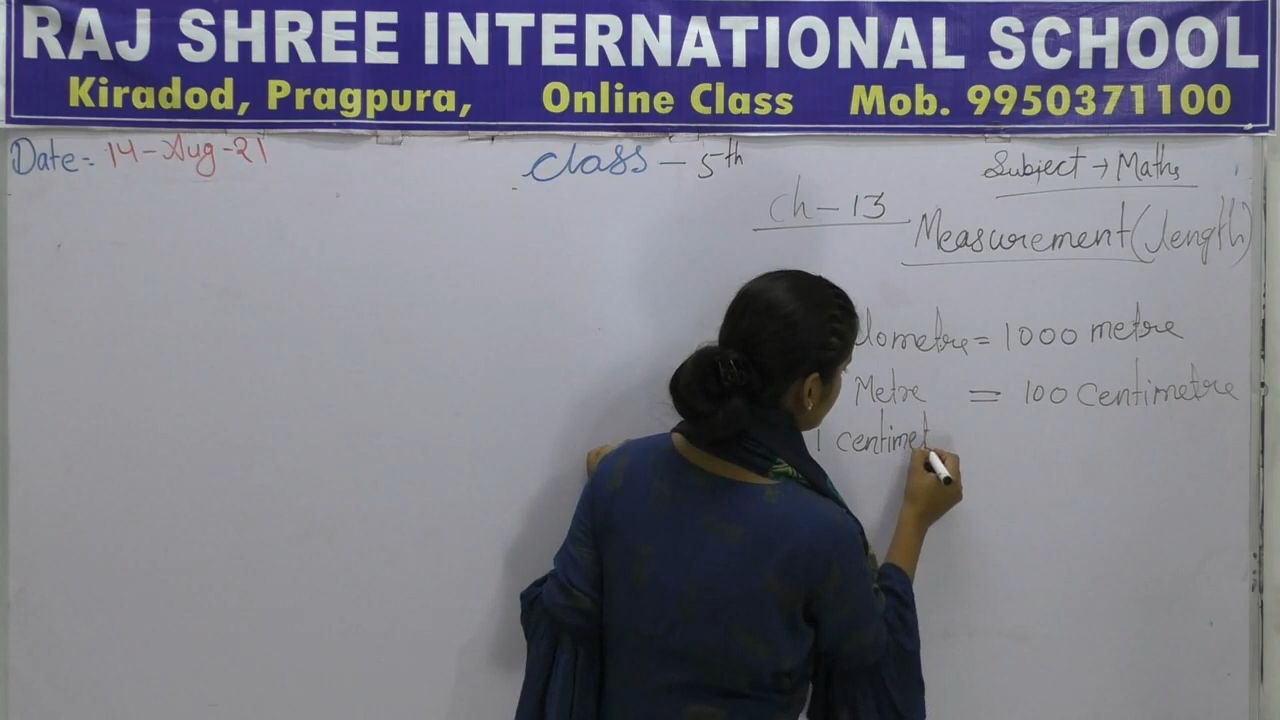 RAJ SHREE INTERNATIONAL SCHOOL
Kiradod, Pragpura, Online Class Mob. 9950371100
Date:- 14-Aug-21 Class - 5th Subject → Maths
Ch-13
Measurement (length)
lometre = 1000 metre
Metre = 100 Centimetre
1 centimet